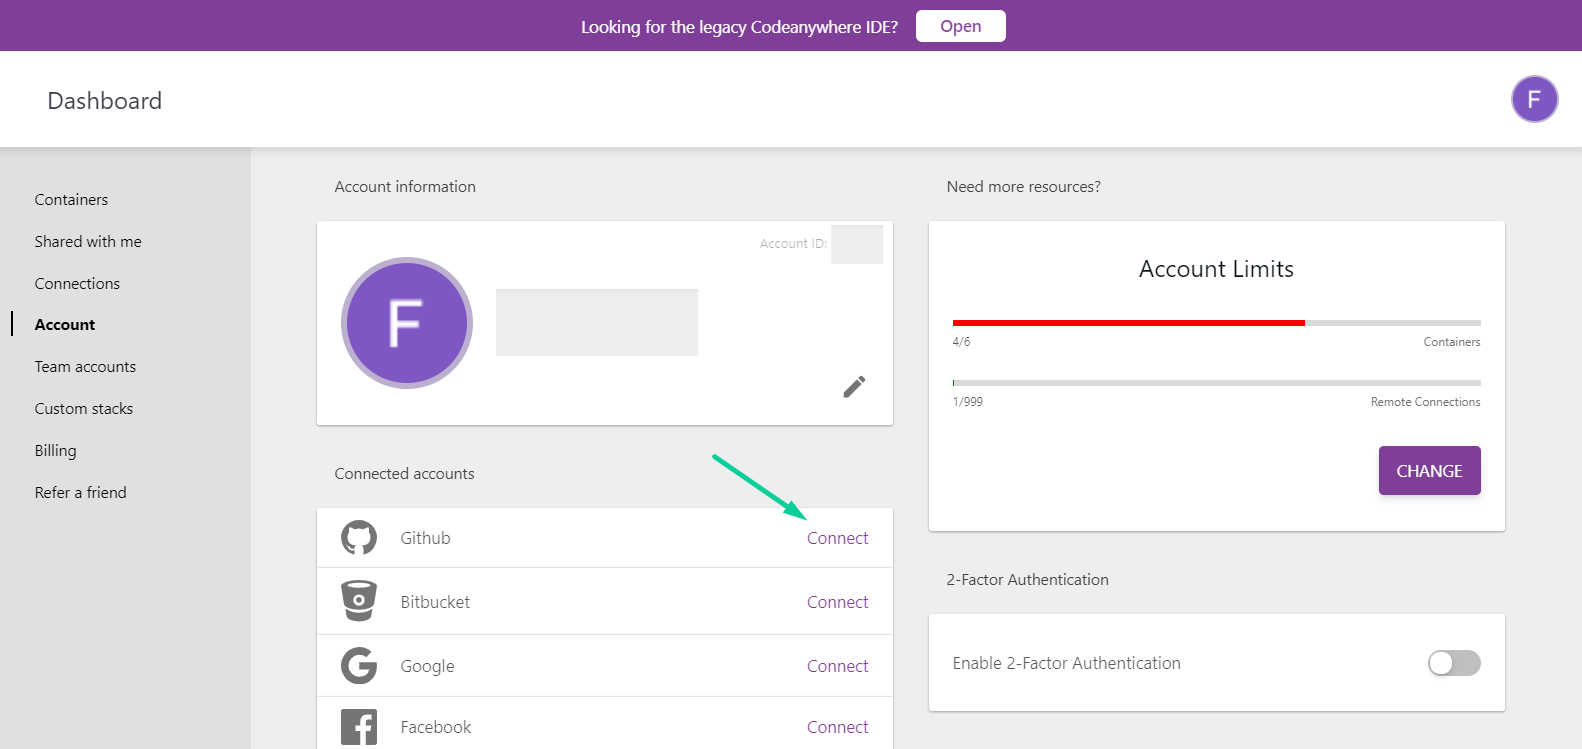 Looking for the legacy Codeanywhere IDE?
Open
Dashboard
F
Containers
Shared with me
Connections
Account
Team accounts
Custom stacks
Billing
Refer a friend
Account information
Account ID:
F
Connected accounts
Github
Connect
Bitbucket
Connect
Google
Connect
Facebook
Connect
Need more resources?
Account Limits
4/6
Containers
1/999
Remote Connections
CHANGE
2-Factor Authentication
Enable 2-Factor Authentication